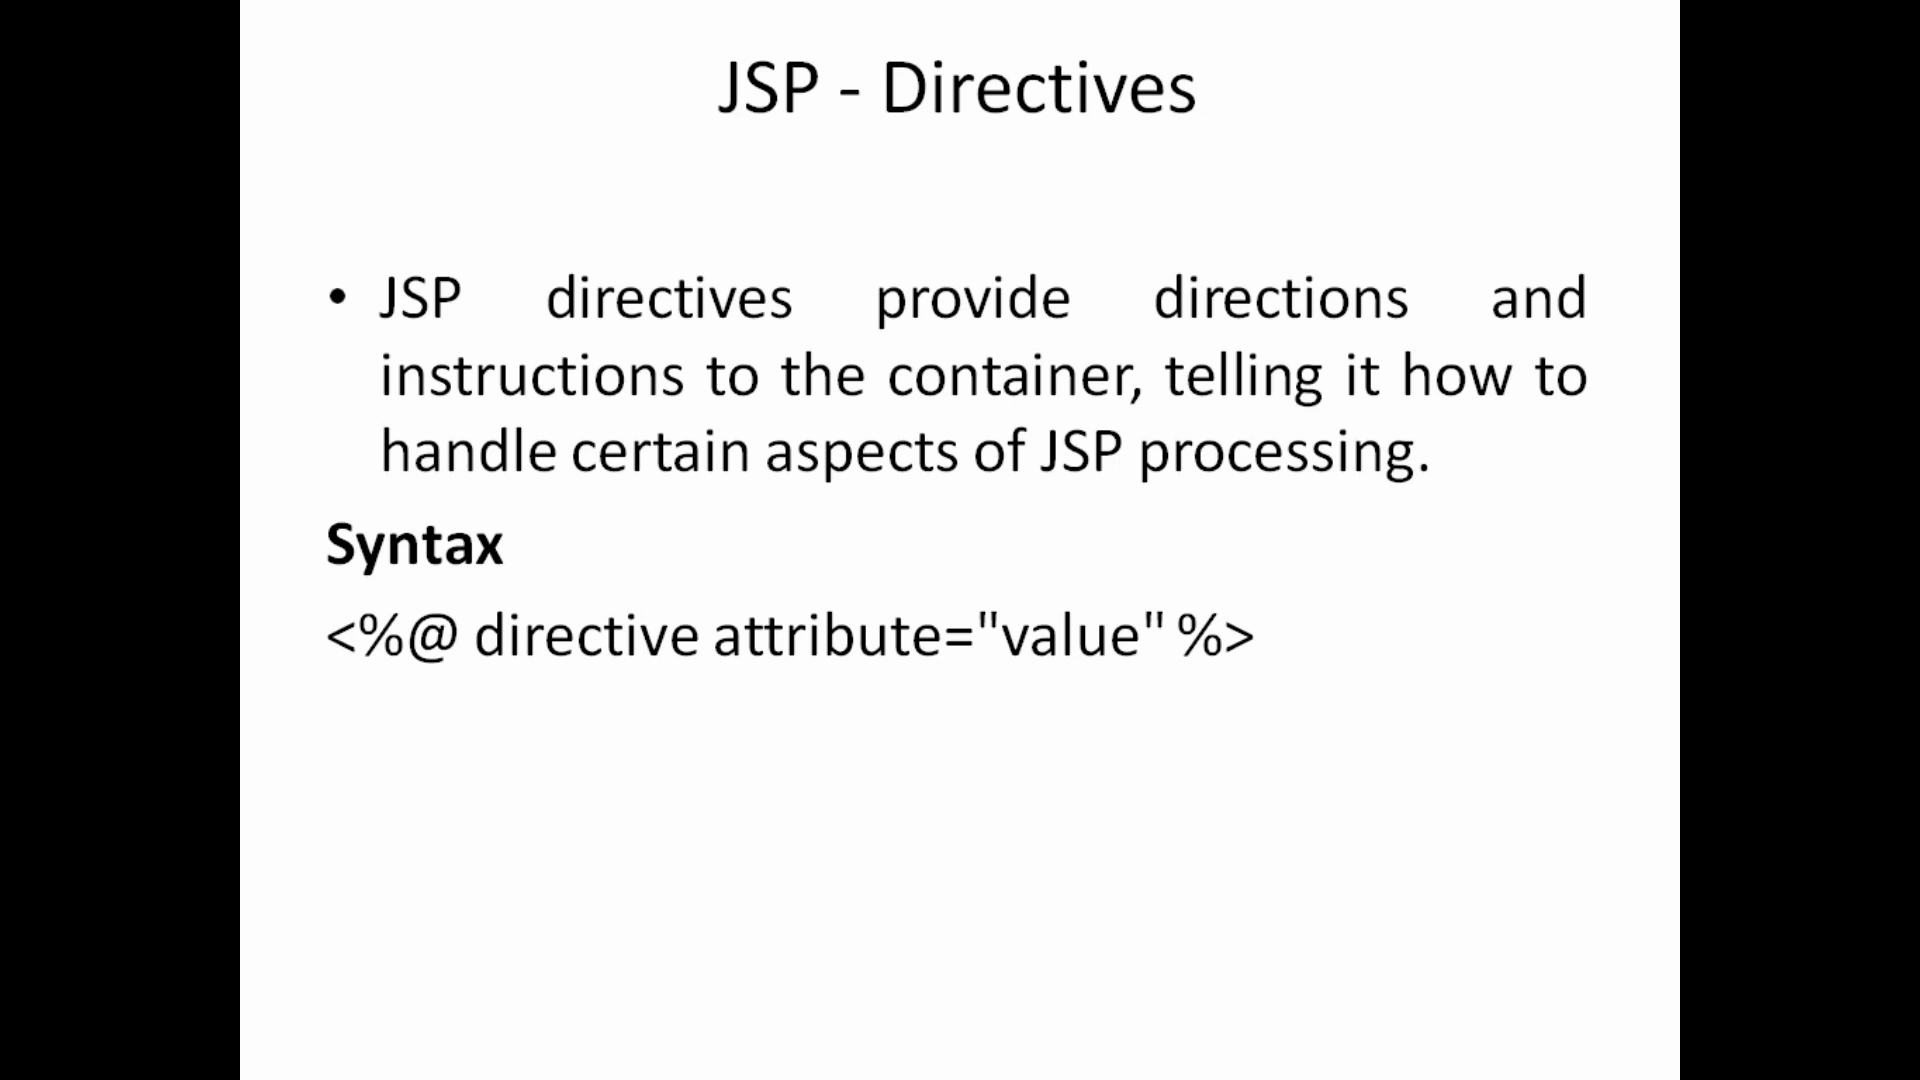 JSP - Directives
• JSP directives provide directions and
instructions to the container, telling it how to
handle certain aspects of JSP processing.
Syntax
<%@ directive attribute="value" %>